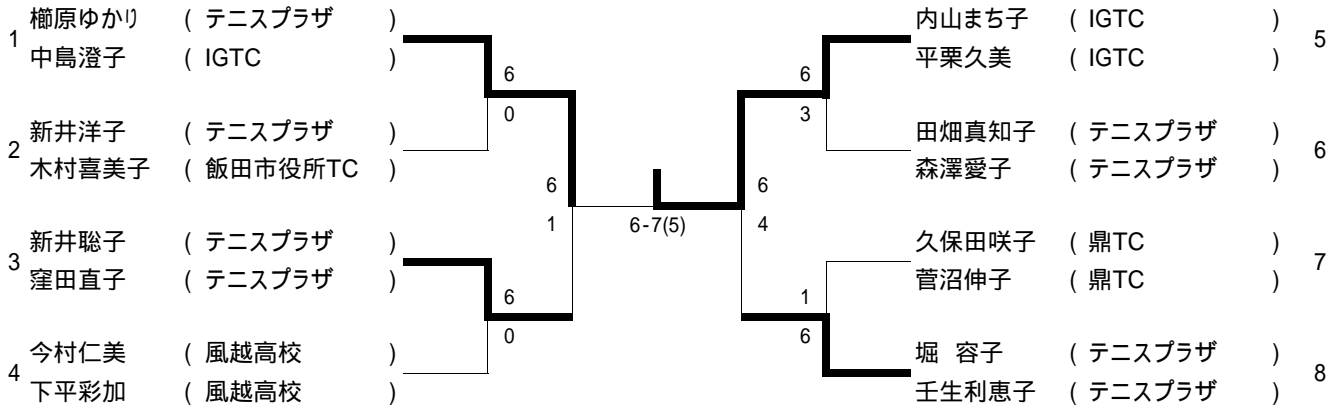 1
櫛原ゆかり ( テニスプラザ )
中島澄子 ( IGTC )
2
新井洋子 ( テニスプラザ )
木村喜美子 ( 飯田市役所TC )
3
新井聡子 ( テニスプラザ )
窪田直子 ( テニスプラザ )
4
今村仁美 ( 風越高校 )
下平彩加 ( 風越高校 )
6
0
6
0
6
1
6-7(5)
6
4
6
3
1
6
内山まち子 ( IGTC )
平栗久美 ( IGTC )
5
田畑真知子 ( テニスプラザ )
森澤愛子 ( テニスプラザ )
6
久保田咲子 ( 鼎TC )
菅沼伸子 ( 鼎TC )
7
堀 容子 ( テニスプラザ )
壬生利恵子 ( テニスプラザ )
8